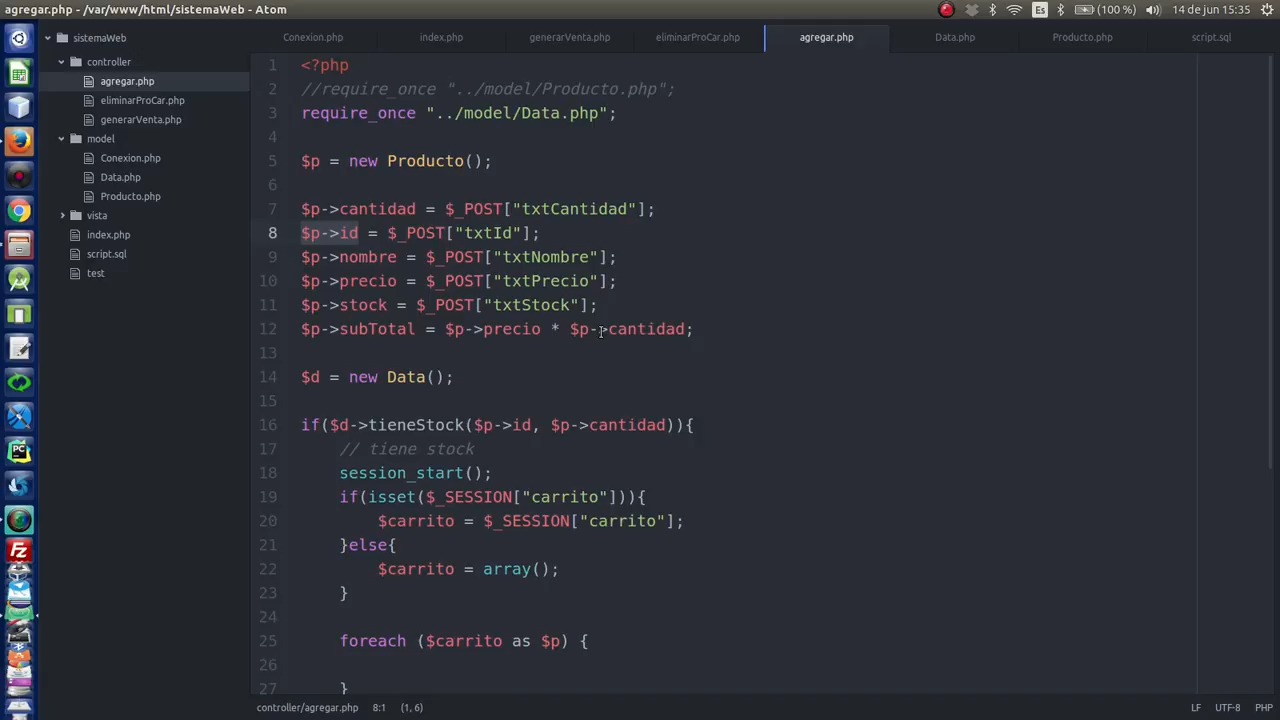 agregar.php - /var/www/html/sistemaWeb - Atom
Es
(100 %)
14 de jun 15:35
sistemaWeb
controller
agregar.php
eliminarProCar.php
generarVenta.php
model
Conexion.php
Data.php
Producto.php
vista
index.php
script.sql
test
Conexion.php
index.php
generarVenta.php
eliminarProCar.php
agregar.php
Data.php
Producto.php
script.sql
1 <?php
2 //require_once "../model/Producto.php";
3 require_once "../model/Data.php";
4
5 $p = new Producto();
6
7 $p->cantidad = $_POST["txtCantidad"];
8 $p->id = $_POST["txtId"];
9 $p->nombre = $_POST["txtNombre"];
10 $p->precio = $_POST["txtPrecio"];
11 $p->stock = $_POST["txtStock"];
12 $p->subTotal = $p->precio * $p->cantidad;
13
14 $d = new Data();
15
16 if($d->tieneStock($p->id, $p->cantidad)){
17 // tiene stock
18 session_start();
19 if(isset($_SESSION["carrito"])){
20 $carrito = $_SESSION["carrito"];
21 }else{
22 $carrito = array();
23 }
24
25 foreach ($carrito as $p) {
26
27 }
controller/agregar.php 8:1 (1, 6)
LF UTF-8 PHP